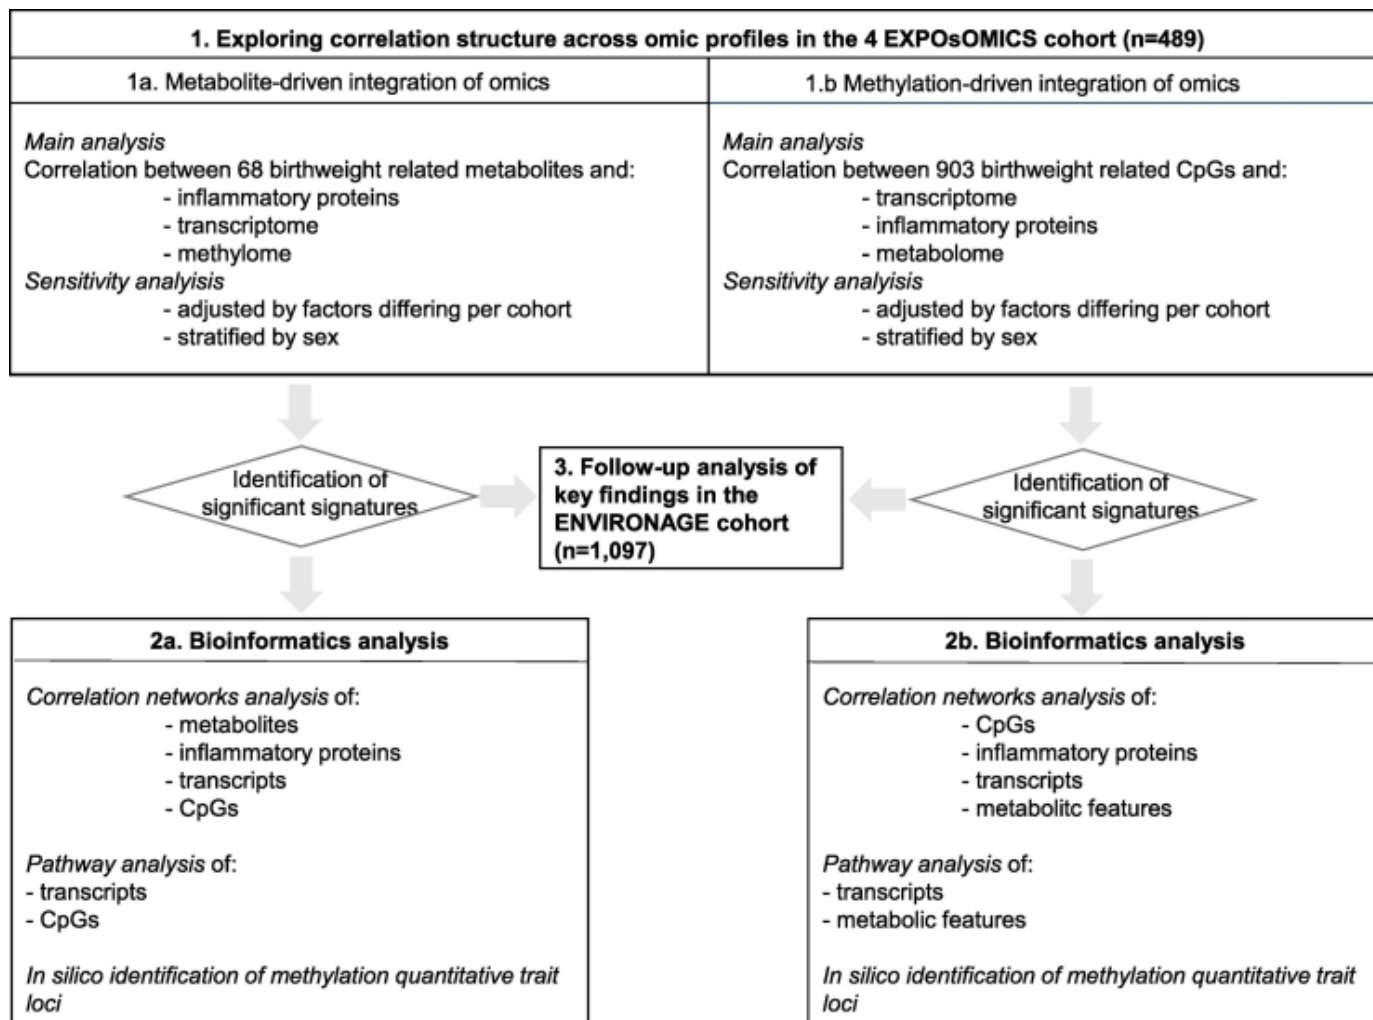 1. Exploring correlation structure across omic profiles in the 4 EXPOsOMICS cohort (n=489)
1a. Metabolite-driven integration of omics
Main analysis
Correlation between 68 birthweight related metabolites and:
- inflammatory proteins
- transcriptome
- methylome
Sensitivity analyisis
- adjusted by factors differing per cohort
- stratified by sex
1.b Methylation-driven integration of omics
Main analysis
Correlation between 903 birthweight related CpGs and:
- transcriptome
- inflammatory proteins
- metabolome
Sensitivity analyisis
- adjusted by factors differing per cohort
- stratified by sex
Identification of
significant signatures
3. Follow-up analysis of
key findings in the
ENVIRONAGE cohort
(n=1,097)
Identification of
significant signatures
2a. Bioinformatics analysis
Correlation networks analysis of:
- metabolites
- inflammatory proteins
- transcripts
- CpGs
Pathway analysis of:
- transcripts
- CpGs
In silico identification of methylation quantitative trait
loci
2b. Bioinformatics analysis
Correlation networks analysis of:
- CpGs
- inflammatory proteins
- transcripts
- metabolitc features
Pathway analysis of:
- transcripts
- metabolic features
In silico identification of methylation quantitative trait
loci